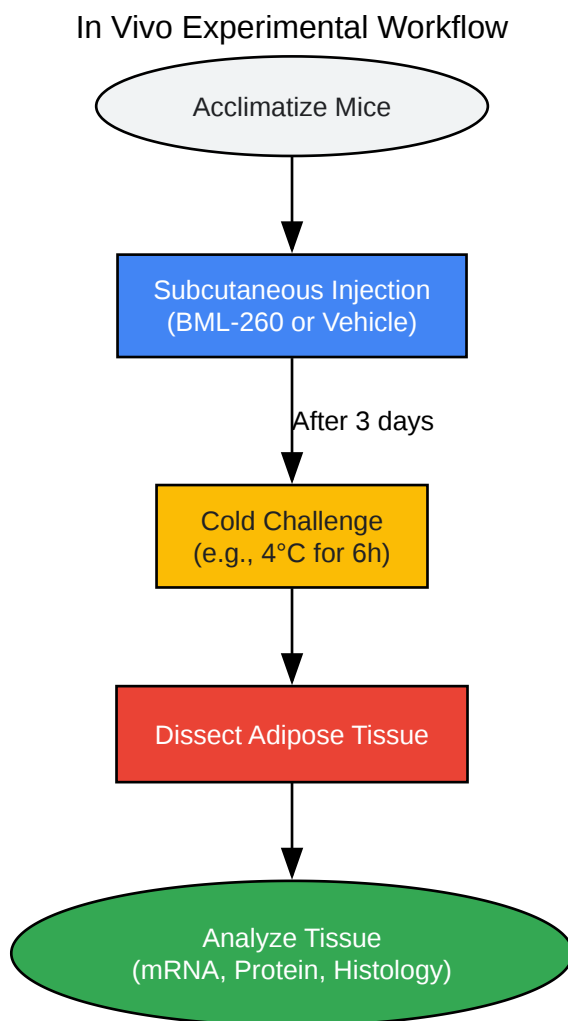 In Vivo Experimental Workflow
Acclimatize Mice
Subcutaneous Injection
(BML-260 or Vehicle)
After 3 days
Cold Challenge
(e.g., 4°C for 6h)
Dissect Adipose Tissue
Analyze Tissue
(mRNA, Protein, Histology)